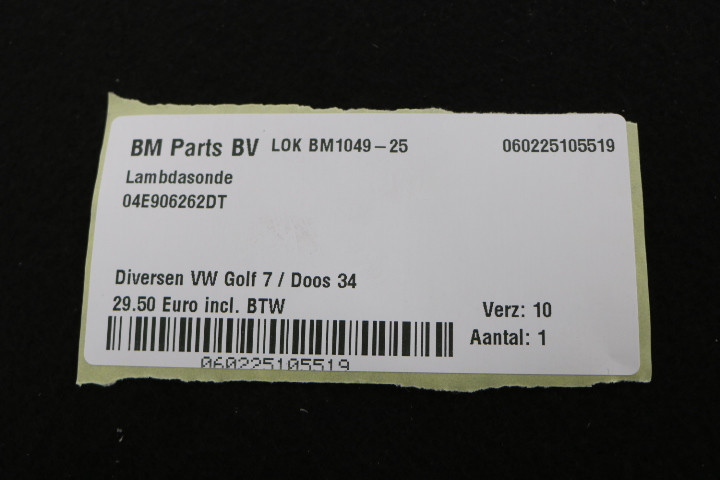 BM Parts BV LOK BM1049-25 060225105519
Lambdasonde
04E906262DT
Diversen VW Golf 7 / Doos 34
29.50 Euro incl. BTW Verz: 10
Aantal: 1
060225105519